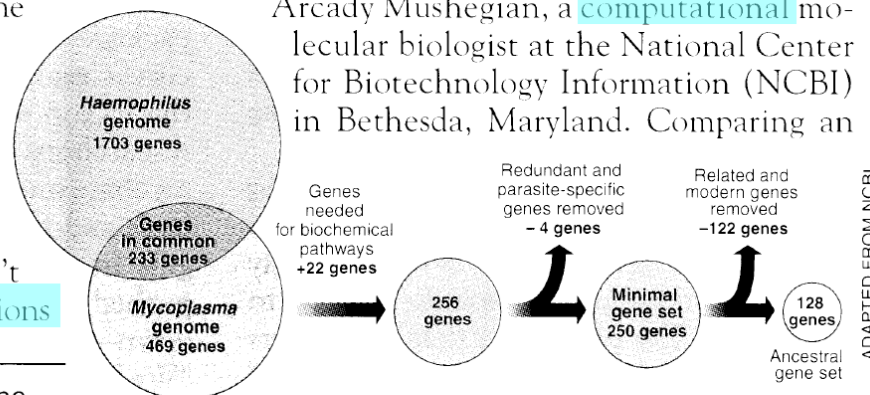 Arcady Mushegian, a computational mo-
lecular biologist at the National Center
for Biotechnology Information (NCBI)
in Bethesda, Maryland. Comparing an
Haemophilus
genome
1703 genes
Genes
in common
233 genes
Mycoplasma
genome
469 genes
Genes
needed
for biochemical
pathways
+22 genes
256
genes
Redundant and
parasite-specific
genes removed
– 4 genes
Minimal
gene set
250 genes
Related and
modern genes
removed
–122 genes
128
genes
Ancestral
gene set
ADAPTED FROM NCBI
't
ions